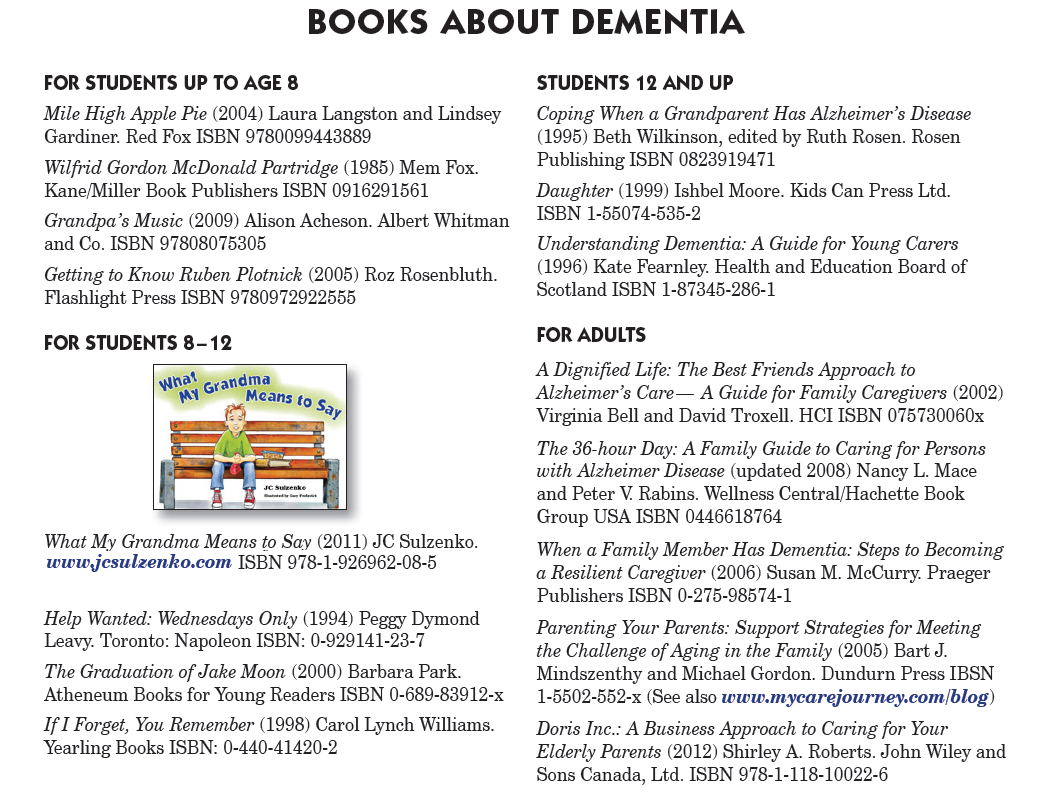 BOOKS ABOUT DEMENTIA
FOR STUDENTS UP TO AGE 8
Mile High Apple Pie (2004) Laura Langston and Lindsey
Gardiner. Red Fox ISBN 9780099443889
Wilfrid Gordon McDonald Partridge (1985) Mem Fox.
Kane/Miller Book Publishers ISBN 0916291561
Grandpa's Music (2009) Alison Acheson. Albert Whitman
and Co. ISBN 97808075305
Getting to Know Ruben Plotnick (2005) Roz Rosenbluth.
Flashlight Press ISBN 9780972922555
FOR STUDENTS 8–12
What
My Grandma
Means to Say
JC Sulzenko
Illustrated by Gary Frederick
What My Grandma Means to Say (2011) JC Sulzenko.
www.jcsulzenko.com ISBN 978-1-926962-08-5
Help Wanted: Wednesdays Only (1994) Peggy Dymond
Leavy. Toronto: Napoleon ISBN: 0-929141-23-7
The Graduation of Jake Moon (2000) Barbara Park.
Atheneum Books for Young Readers ISBN 0-689-83912-x
If I Forget, You Remember (1998) Carol Lynch Williams.
Yearling Books ISBN: 0-440-41420-2
STUDENTS 12 AND UP
Coping When a Grandparent Has Alzheimer's Disease
(1995) Beth Wilkinson, edited by Ruth Rosen. Rosen
Publishing ISBN 0823919471
Daughter (1999) Ishbel Moore. Kids Can Press Ltd.
ISBN 1-55074-535-2
Understanding Dementia: A Guide for Young Carers
(1996) Kate Fearnley. Health and Education Board of
Scotland ISBN 1-87345-286-1
FOR ADULTS
A Dignified Life: The Best Friends Approach to
Alzheimer's Care— A Guide for Family Caregivers (2002)
Virginia Bell and David Troxell. HCI ISBN 075730060x
The 36-hour Day: A Family Guide to Caring for Persons
with Alzheimer Disease (updated 2008) Nancy L. Mace
and Peter V. Rabins. Wellness Central/Hachette Book
Group USA ISBN 0446618764
When a Family Member Has Dementia: Steps to Becoming
a Resilient Caregiver (2006) Susan M. McCurry. Praeger
Publishers ISBN 0-275-98574-1
Parenting Your Parents: Support Strategies for Meeting
the Challenge of Aging in the Family (2005) Bart J.
Mindszenthy and Michael Gordon. Dundurn Press IBSN
1-5502-552-x (See also www.mycarejourney.com/blog)
Doris Inc.: A Business Approach to Caring for Your
Elderly Parents (2012) Shirley A. Roberts. John Wiley and
Sons Canada, Ltd. ISBN 978-1-118-10022-6